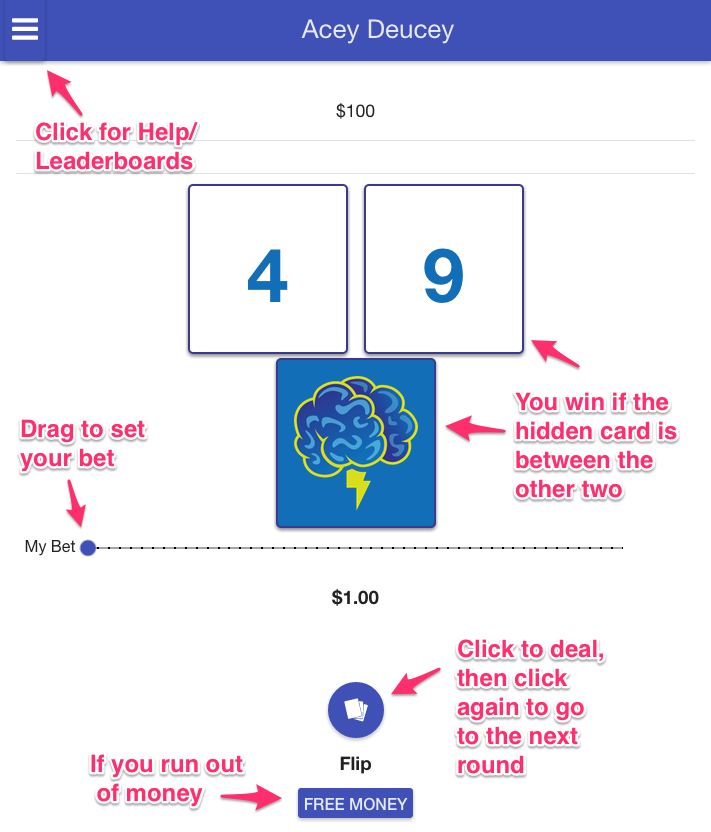 Acey Deucey
$100
Click for Help/
Leaderboards
4
9
You win if the
hidden card is
between the
other two
Drag to set
your bet
My Bet
$1.00
Click to deal,
then click
again to go
to the next
round
Flip
If you run out
of money
FREE MONEY